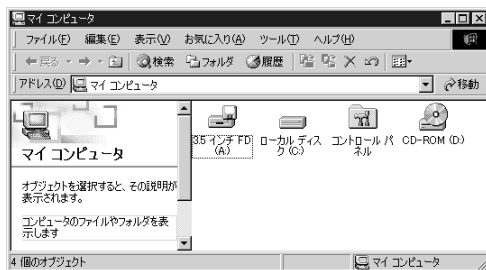 マイ コンピュータ
ファイル(F) 編集(E) 表示(V) お気に入り(A) ツール(T) ヘルプ(H)
戻る 検索 フォルダ 履歴
アドレス(D) マイ コンピュータ 移動
マイ コンピュータ
オブジェクトを選択すると、その説明が
表示されます。
コンピュータのファイルやフォルダを表
示します
3.5 インチ FD
(A:)
ローカル ディス
ク (C:)
コントロール パ
ネル
CD-ROM (D:)
4 個のオブジェクト マイ コンピュータ